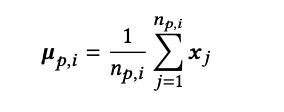 μ_{p,i} = \frac{1}{n_{p,i}} \sum_{j=1}^{n_{p,i}} x_j